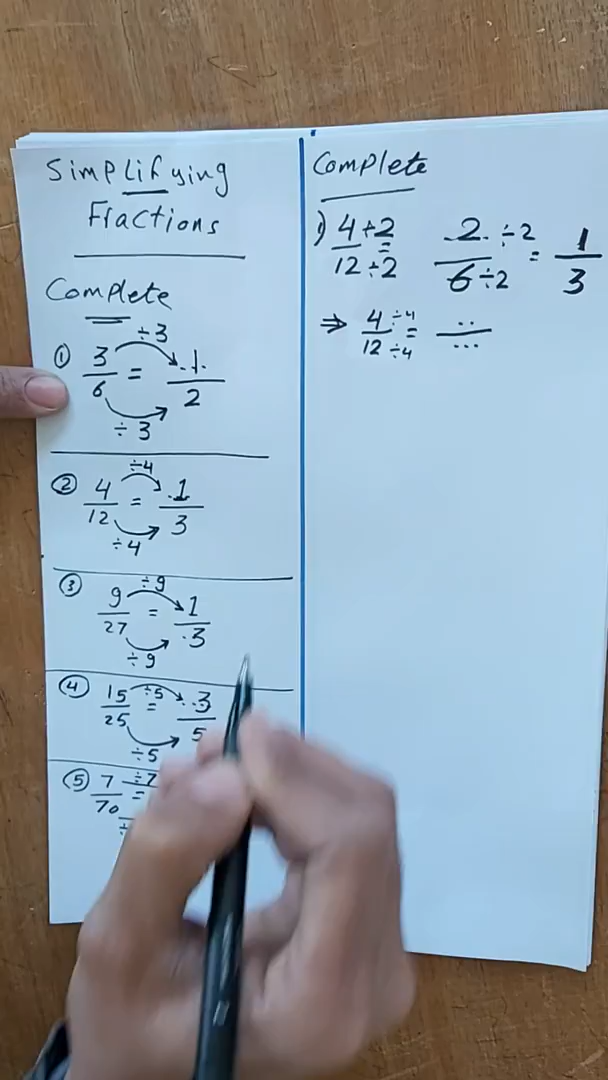 Simplifying
Fractions
Complete
① 3/6 = 1/2
÷3
÷3
② 4/12 = 1/3
÷4
÷4
③ 9/27 = 1/3
÷9
÷9
④ 15/25 = 3/5
÷5
÷5
⑤ 7/70 =
÷7
÷
Complete
1) 4÷2/12÷2 = 2÷2/6÷2 = 1/3
⇒ 4÷4/12÷4 = .../...